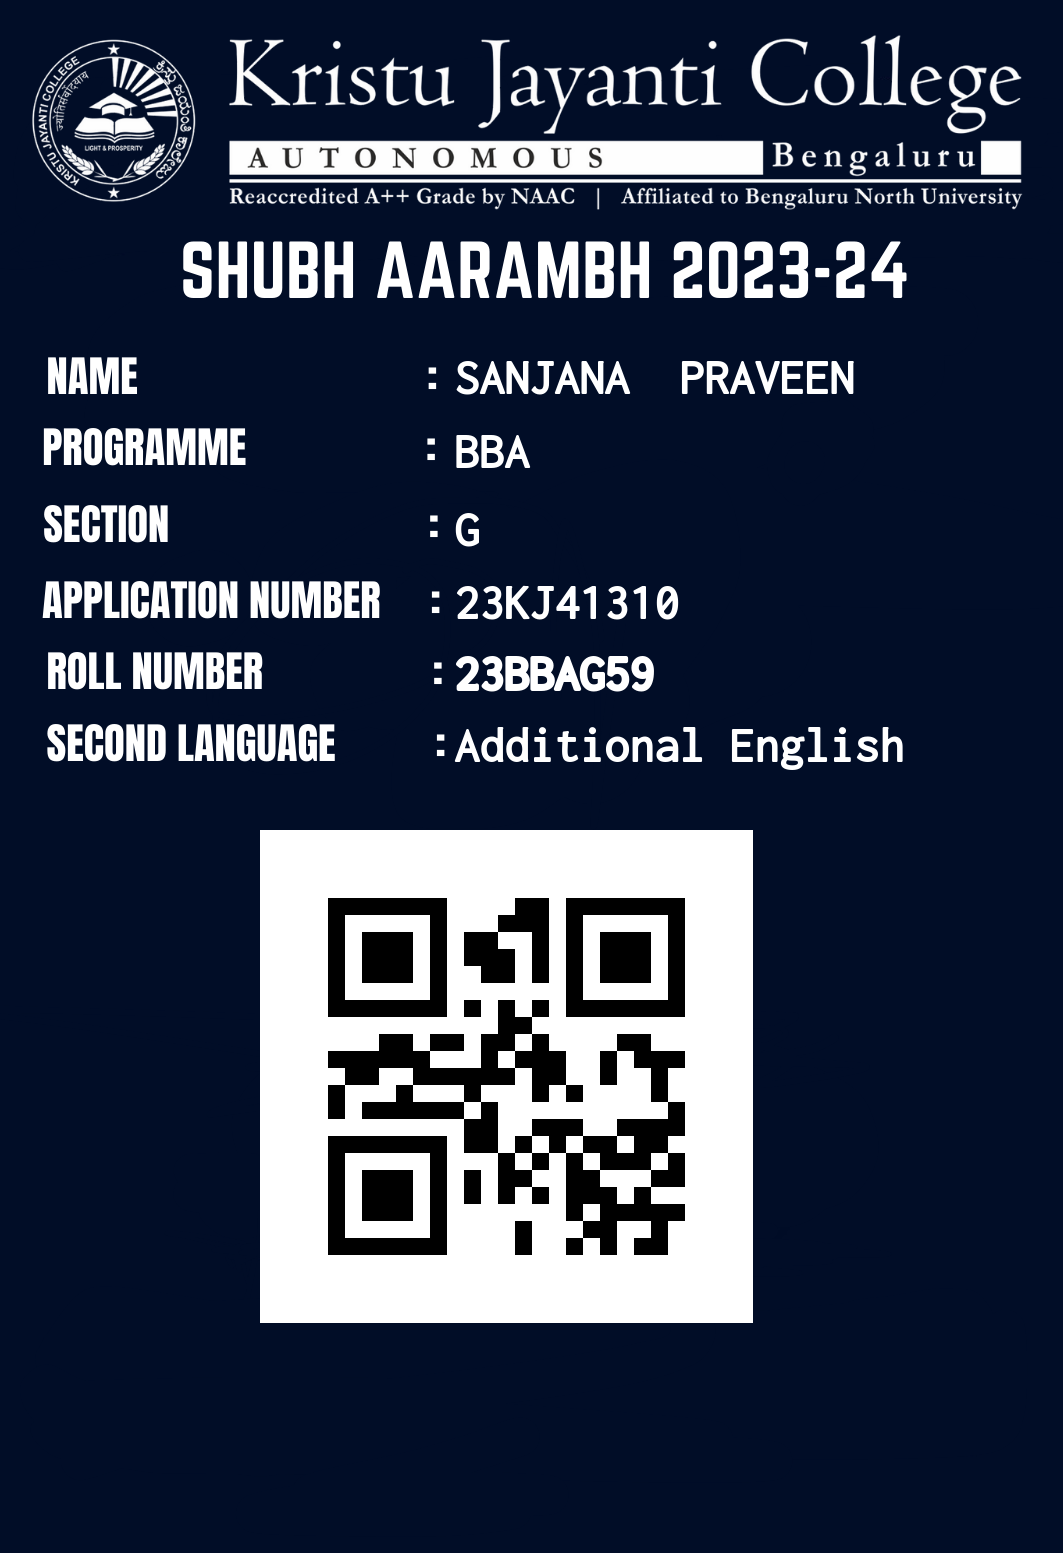 Kristu Jayanti College
AUTONOMOUS Bengaluru
Reaccredited A++ Grade by NAAC | Affiliated to Bengaluru North University
KRISTU JAYANTI COLLEGE
LIGHT & PROSPERITY
SHUBH AARAMBH 2023-24
NAME : SANJANA PRAVEEN
PROGRAMME : BBA
SECTION : G
APPLICATION NUMBER : 23KJ41310
ROLL NUMBER : 23BBAG59
SECOND LANGUAGE : Additional English